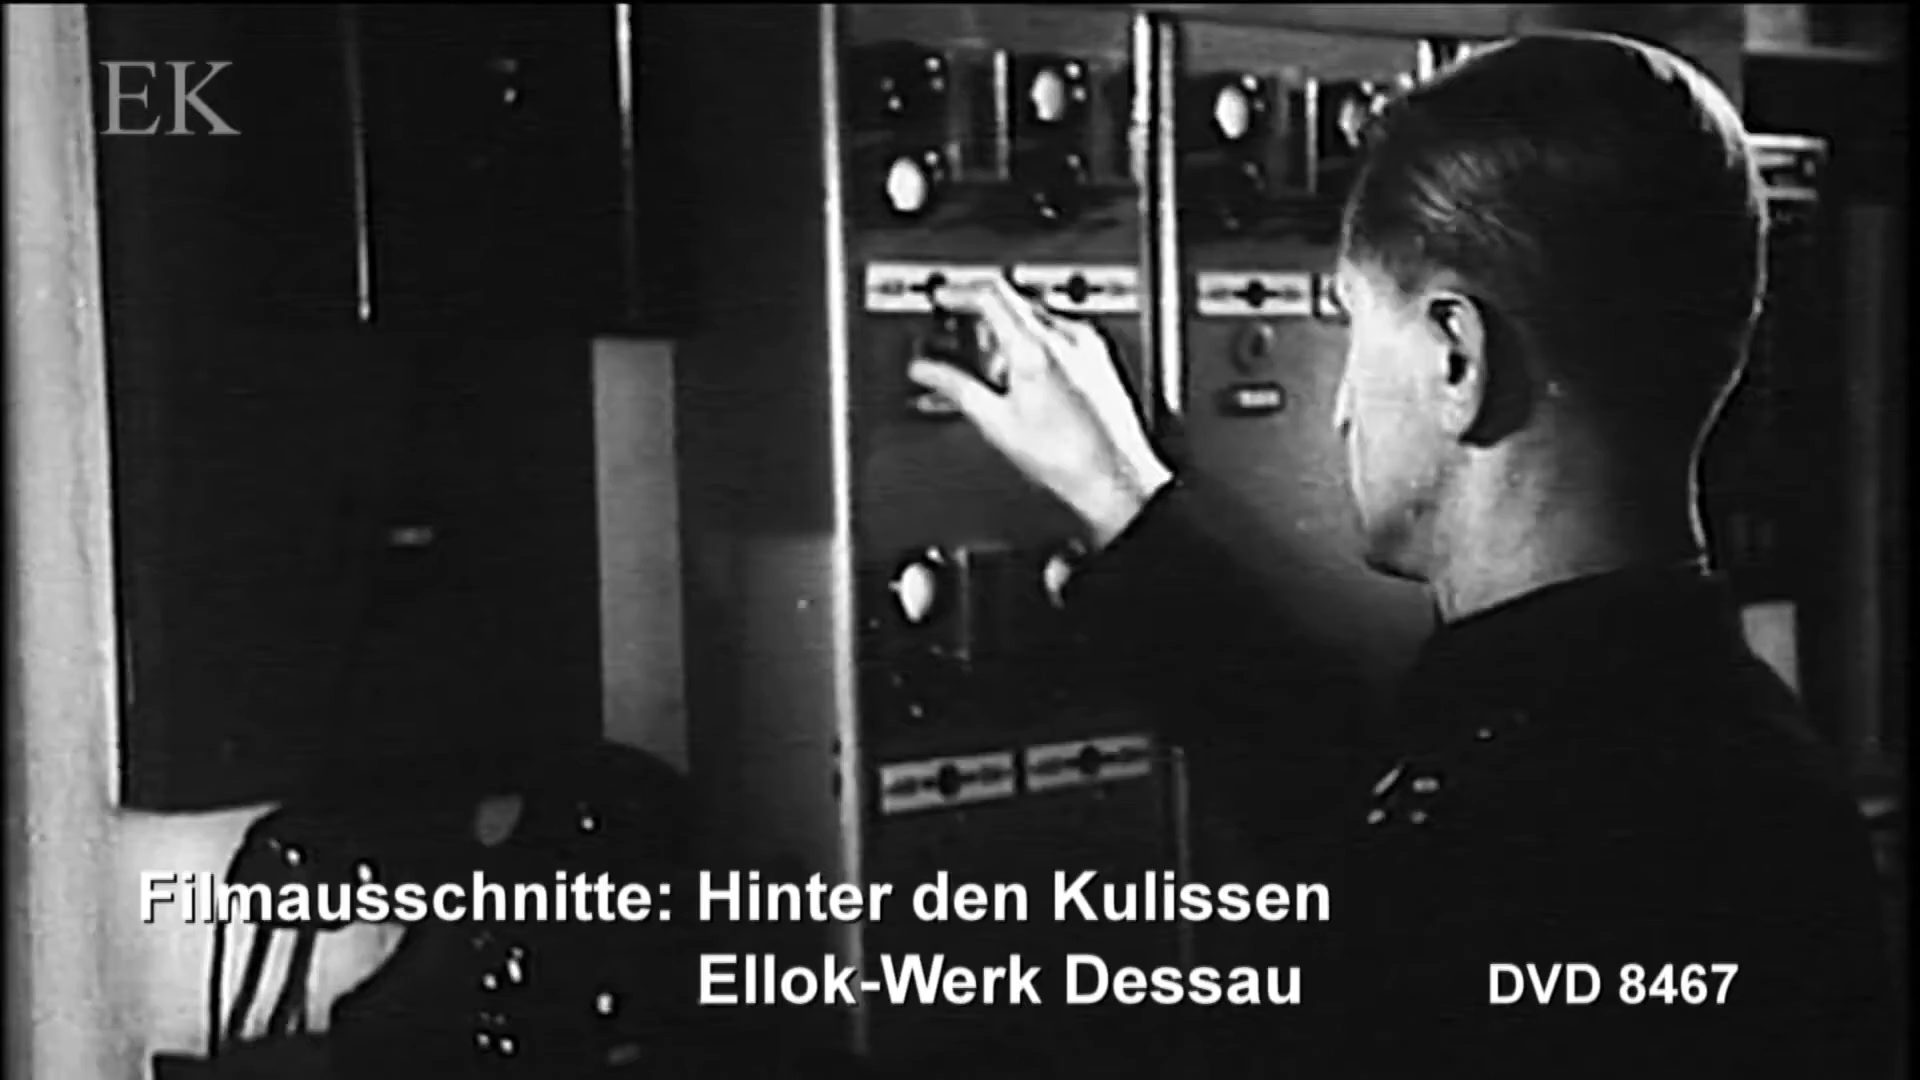 EK
Filmausschnitte: Hinter den Kulissen
Ellok-Werk Dessau
DVD 8467